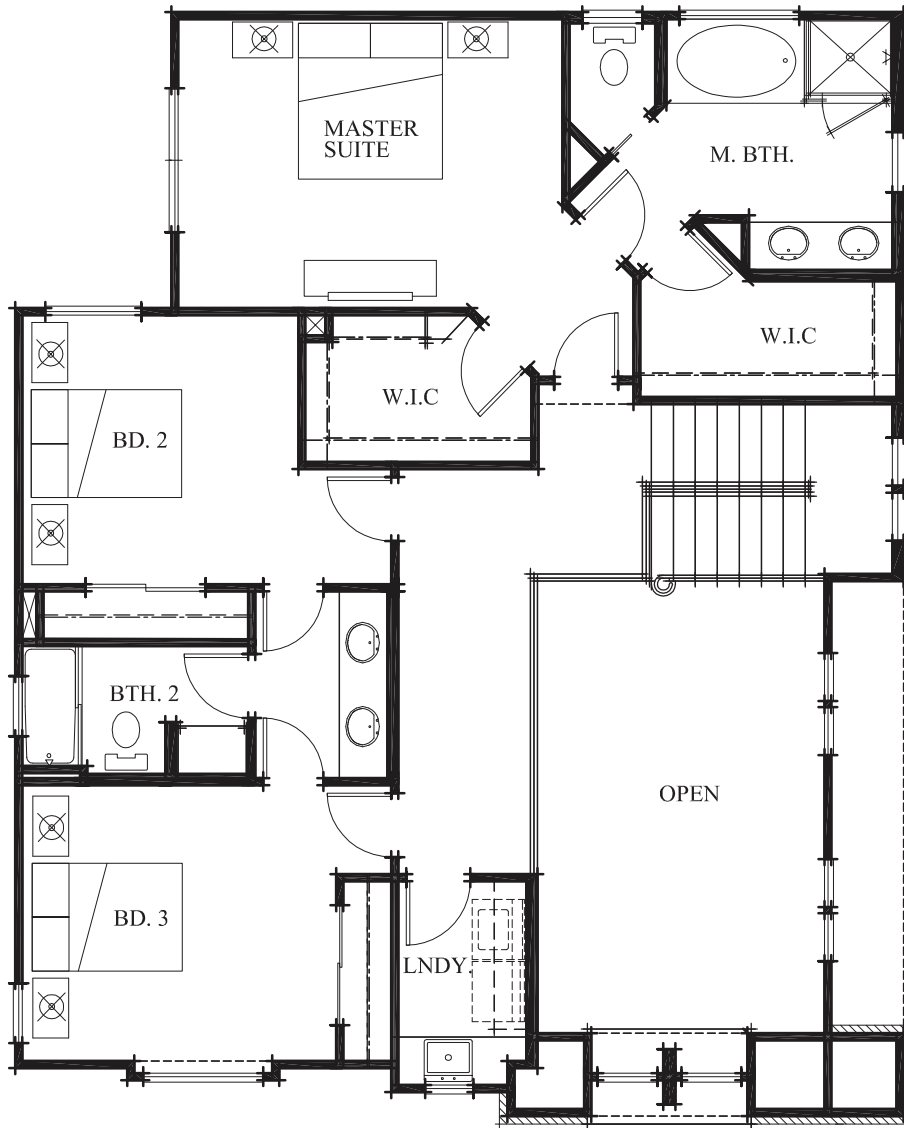 MASTER
SUITE
M. BTH.
W.I.C
W.I.C
BD. 2
BTH. 2
OPEN
BD. 3
LNDY.